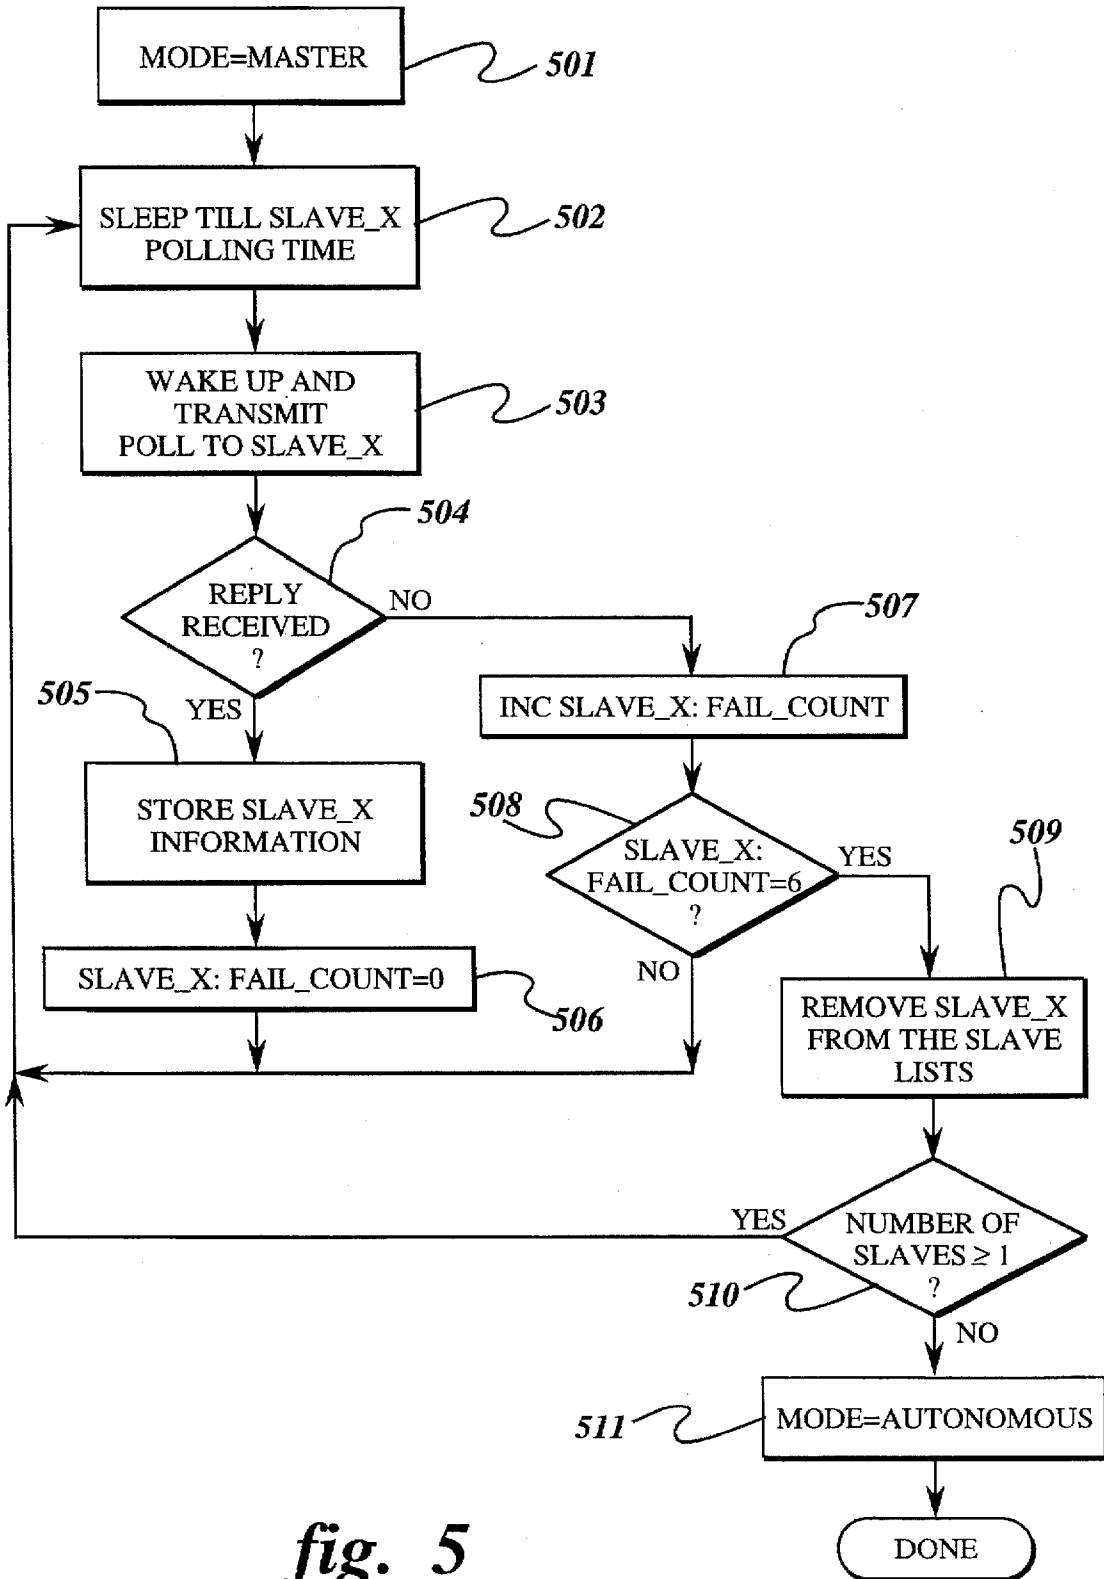 MODE=MASTER
501
SLEEP TILL SLAVE_X
POLLING TIME
502
WAKE UP AND
TRANSMIT
POLL TO SLAVE_X
503
504
REPLY
RECEIVED
?
NO
YES
505
STORE SLAVE_X
INFORMATION
SLAVE_X: FAIL_COUNT=0
506
507
INC SLAVE_X: FAIL_COUNT
508
SLAVE_X:
FAIL_COUNT=6
?
YES
NO
509
REMOVE SLAVE_X
FROM THE SLAVE
LISTS
YES
NUMBER OF
SLAVES ≥ 1
?
510
NO
511
MODE=AUTONOMOUS
DONE
fig. 5